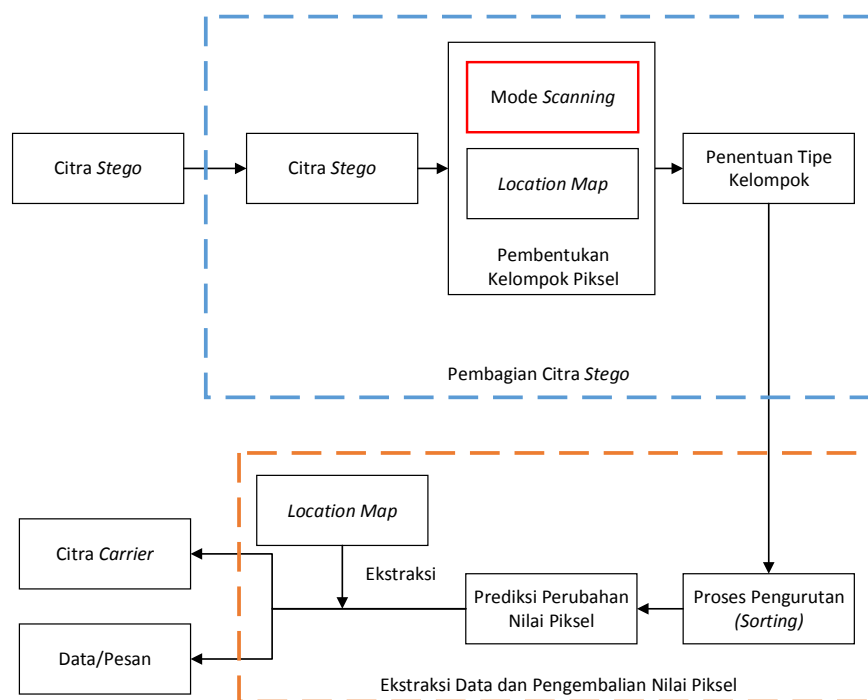 Mode Scanning
Citra Stego
Citra Stego
Location Map
Penentuan Tipe
Kelompok
Pembentukan
Kelompok Piksel
Pembagian Citra Stego
Location Map
Citra Carrier
Ekstraksi
Prediksi Perubahan
Nilai Piksel
Proses Pengurutan
(Sorting)
Data/Pesan
Ekstraksi Data dan Pengembalian Nilai Piksel